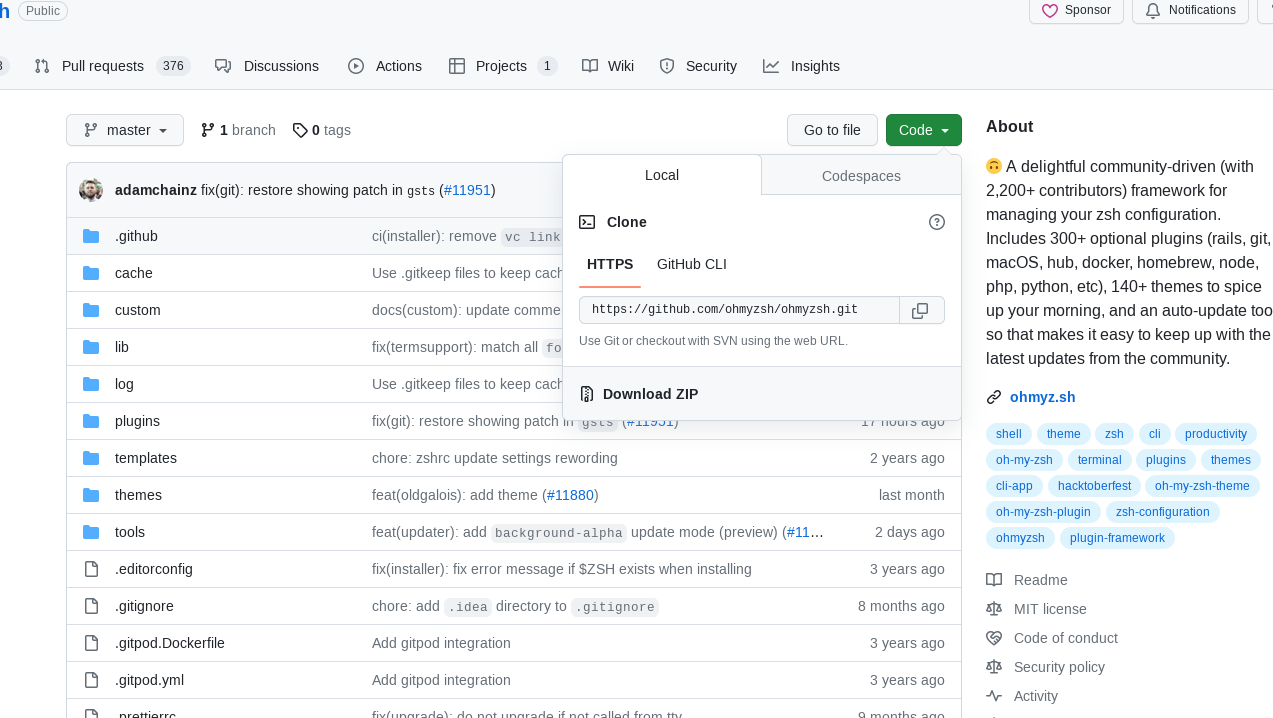 h Public
Sponsor
Notifications
3
Pull requests 376
Discussions
Actions
Projects 1
Wiki
Security
Insights
master
1 branch
0 tags
Go to file
Code
adamchainz fix(git): restore showing patch in gsts (#11951)
Local
Codespaces
Clone
HTTPS
GitHub CLI
https://github.com/ohmyzsh/ohmyzsh.git
Use Git or checkout with SVN using the web URL.
Download ZIP
.github ci(installer): remove vc link
cache Use .gitkeep files to keep cach
custom docs(custom): update comme
lib fix(termsupport): match all fo
log Use .gitkeep files to keep cach
plugins fix(git): restore showing patch in gsts (#11951) 17 hours ago
templates chore: zshrc update settings rewording 2 years ago
themes feat(oldgalois): add theme (#11880) last month
tools feat(updater): add background-alpha update mode (preview) (#11… 2 days ago
.editorconfig fix(installer): fix error message if $ZSH exists when installing 3 years ago
.gitignore chore: add .idea directory to .gitignore 8 months ago
.gitpod.Dockerfile Add gitpod integration 3 years ago
.gitpod.yml Add gitpod integration 3 years ago
.prettierrc fix(upgrade): do not upgrade if not called from tty 9 months ago
About
🙃 A delightful community-driven (with
2,200+ contributors) framework for
managing your zsh configuration.
Includes 300+ optional plugins (rails, git,
macOS, hub, docker, homebrew, node,
php, python, etc), 140+ themes to spice
up your morning, and an auto-update too
so that makes it easy to keep up with the
latest updates from the community.
ohmyz.sh
shell theme zsh cli productivity
oh-my-zsh terminal plugins themes
cli-app hacktoberfest oh-my-zsh-theme
oh-my-zsh-plugin zsh-configuration
ohmyzsh plugin-framework
Readme
MIT license
Code of conduct
Security policy
Activity